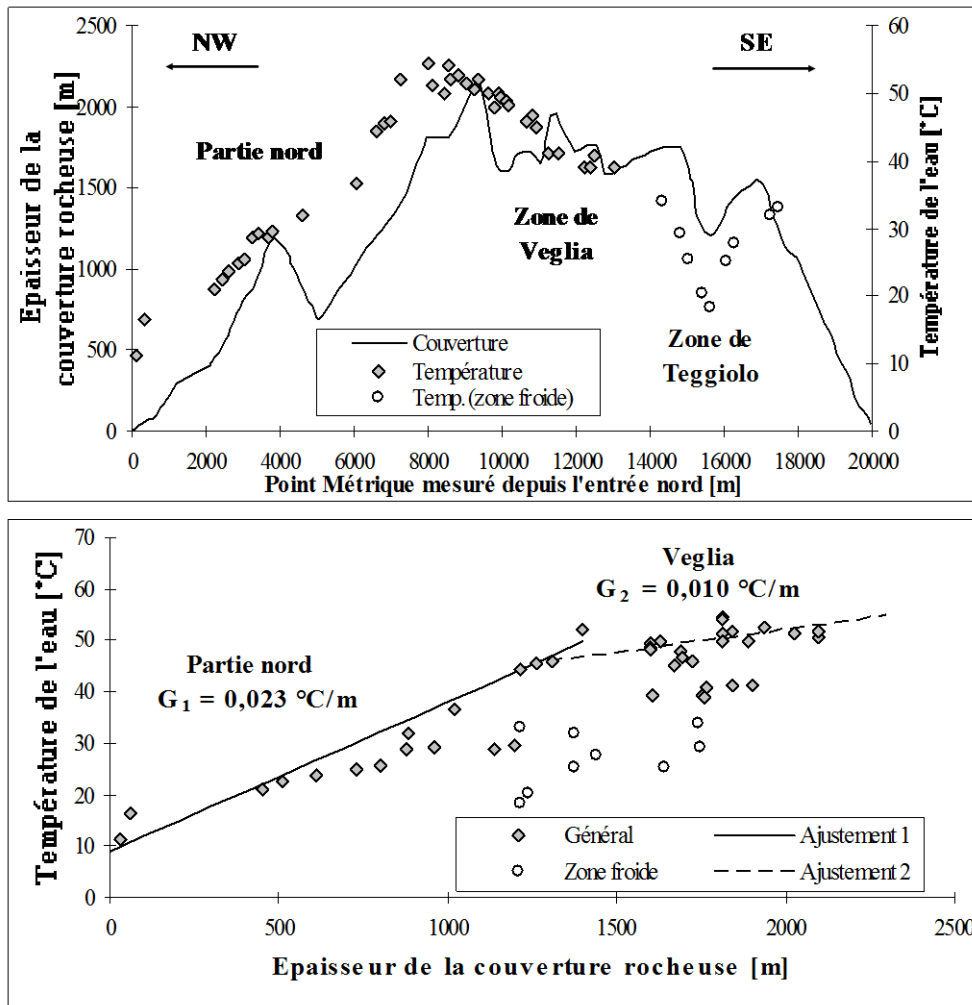 Epaisseur de la
couverture rocheuse [m]
2500
2000
1500
1000
500
0
NW
SE
Partie nord
Zone de
Veglia
Zone de
Teggiolo
Couverture
Température
Temp. (zone froide)
60
50
40
30
20
10
0
Température de l'eau [°C]
0 2000 4000 6000 8000 10000 12000 14000 16000 18000 20000
Point Métrique mesuré depuis l'entrée nord [m]
Température de l'eau [°C]
70
60
50
40
30
20
10
0
Veglia
G2 = 0,010 °C/m
Partie nord
G1 = 0,023 °C/m
Général Ajustement 1
Zone froide Ajustement 2
0 500 1000 1500 2000 2500
Epaisseur de la couverture rocheuse [m]